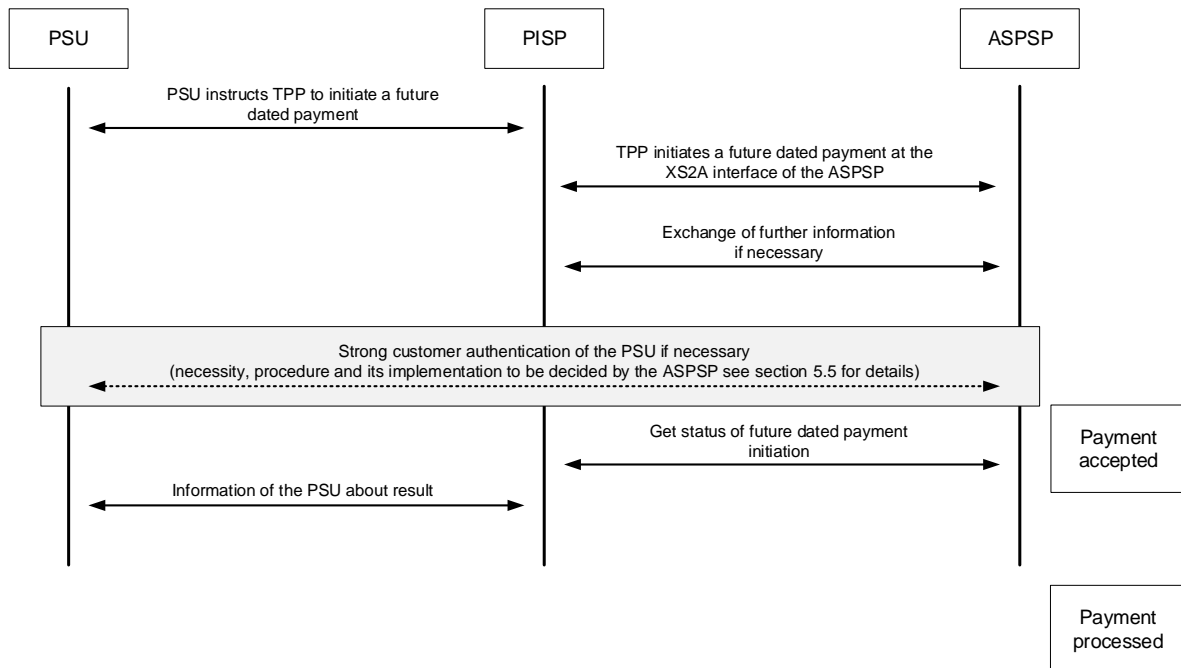 PSU
PISP
ASPSP
PSU instructs TPP to initiate a future
dated payment
TPP initiates a future dated payment at the
XS2A interface of the ASPSP
Exchange of further information
if necessary
Strong customer authentication of the PSU if necessary
(necessity, procedure and its implementation to be decided by the ASPSP see section 5.5 for details)
Get status of future dated payment
initiation
Payment
accepted
Information of the PSU about result
Payment
processed